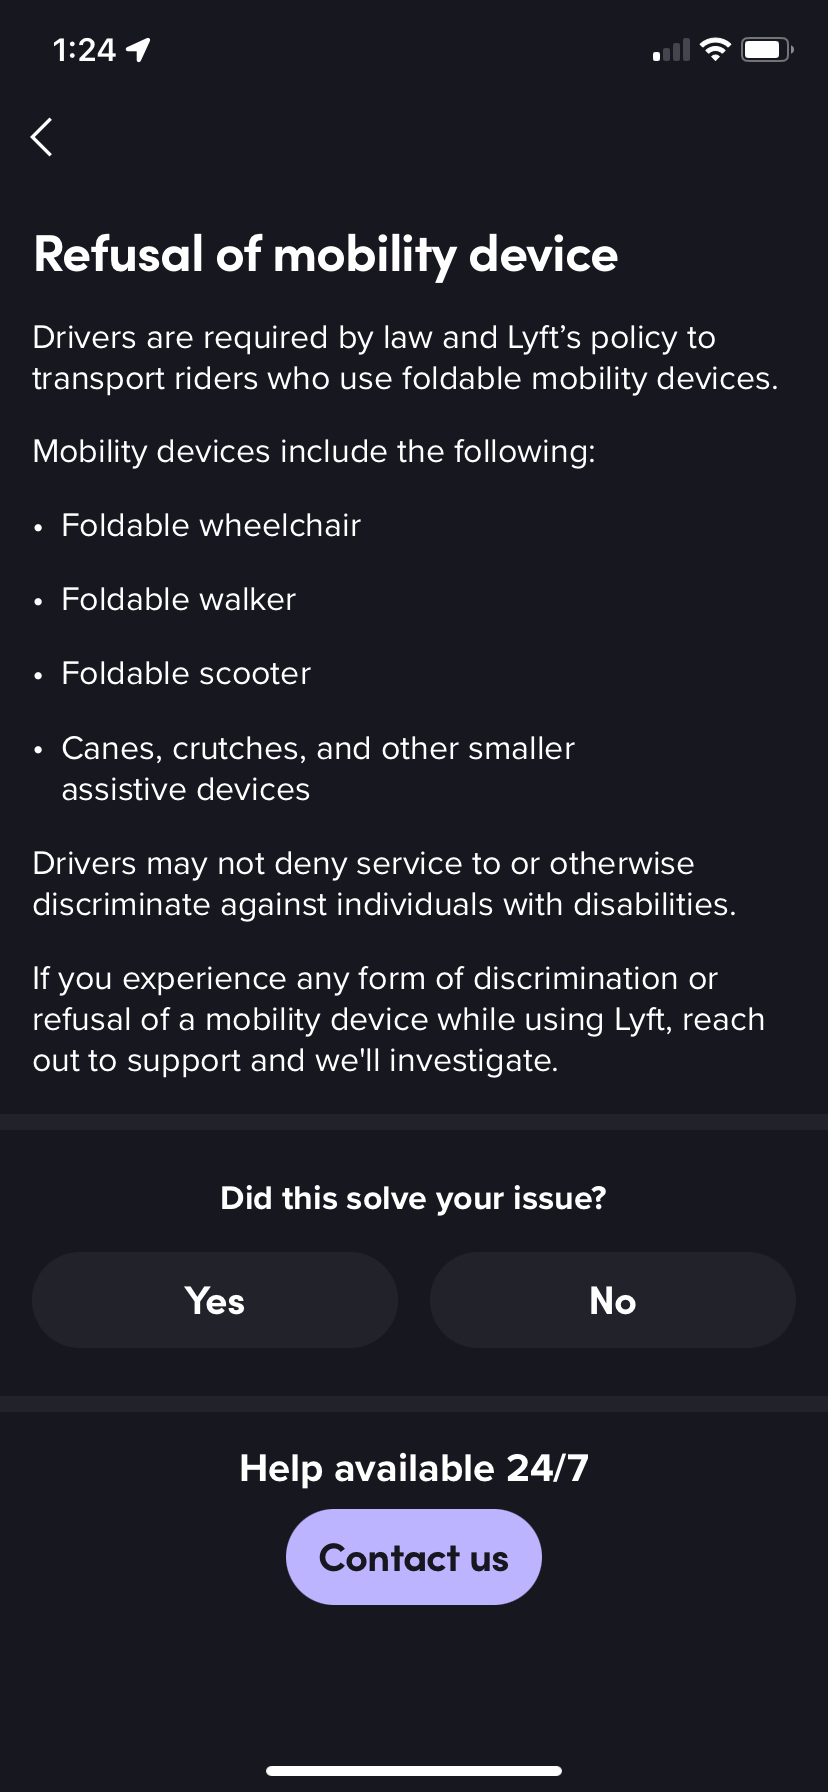 1:24
Refusal of mobility device
Drivers are required by law and Lyft’s policy to
transport riders who use foldable mobility devices.
Mobility devices include the following:
• Foldable wheelchair
• Foldable walker
• Foldable scooter
• Canes, crutches, and other smaller
assistive devices
Drivers may not deny service to or otherwise
discriminate against individuals with disabilities.
If you experience any form of discrimination or
refusal of a mobility device while using Lyft, reach
out to support and we'll investigate.
Did this solve your issue?
Yes
No
Help available 24/7
Contact us